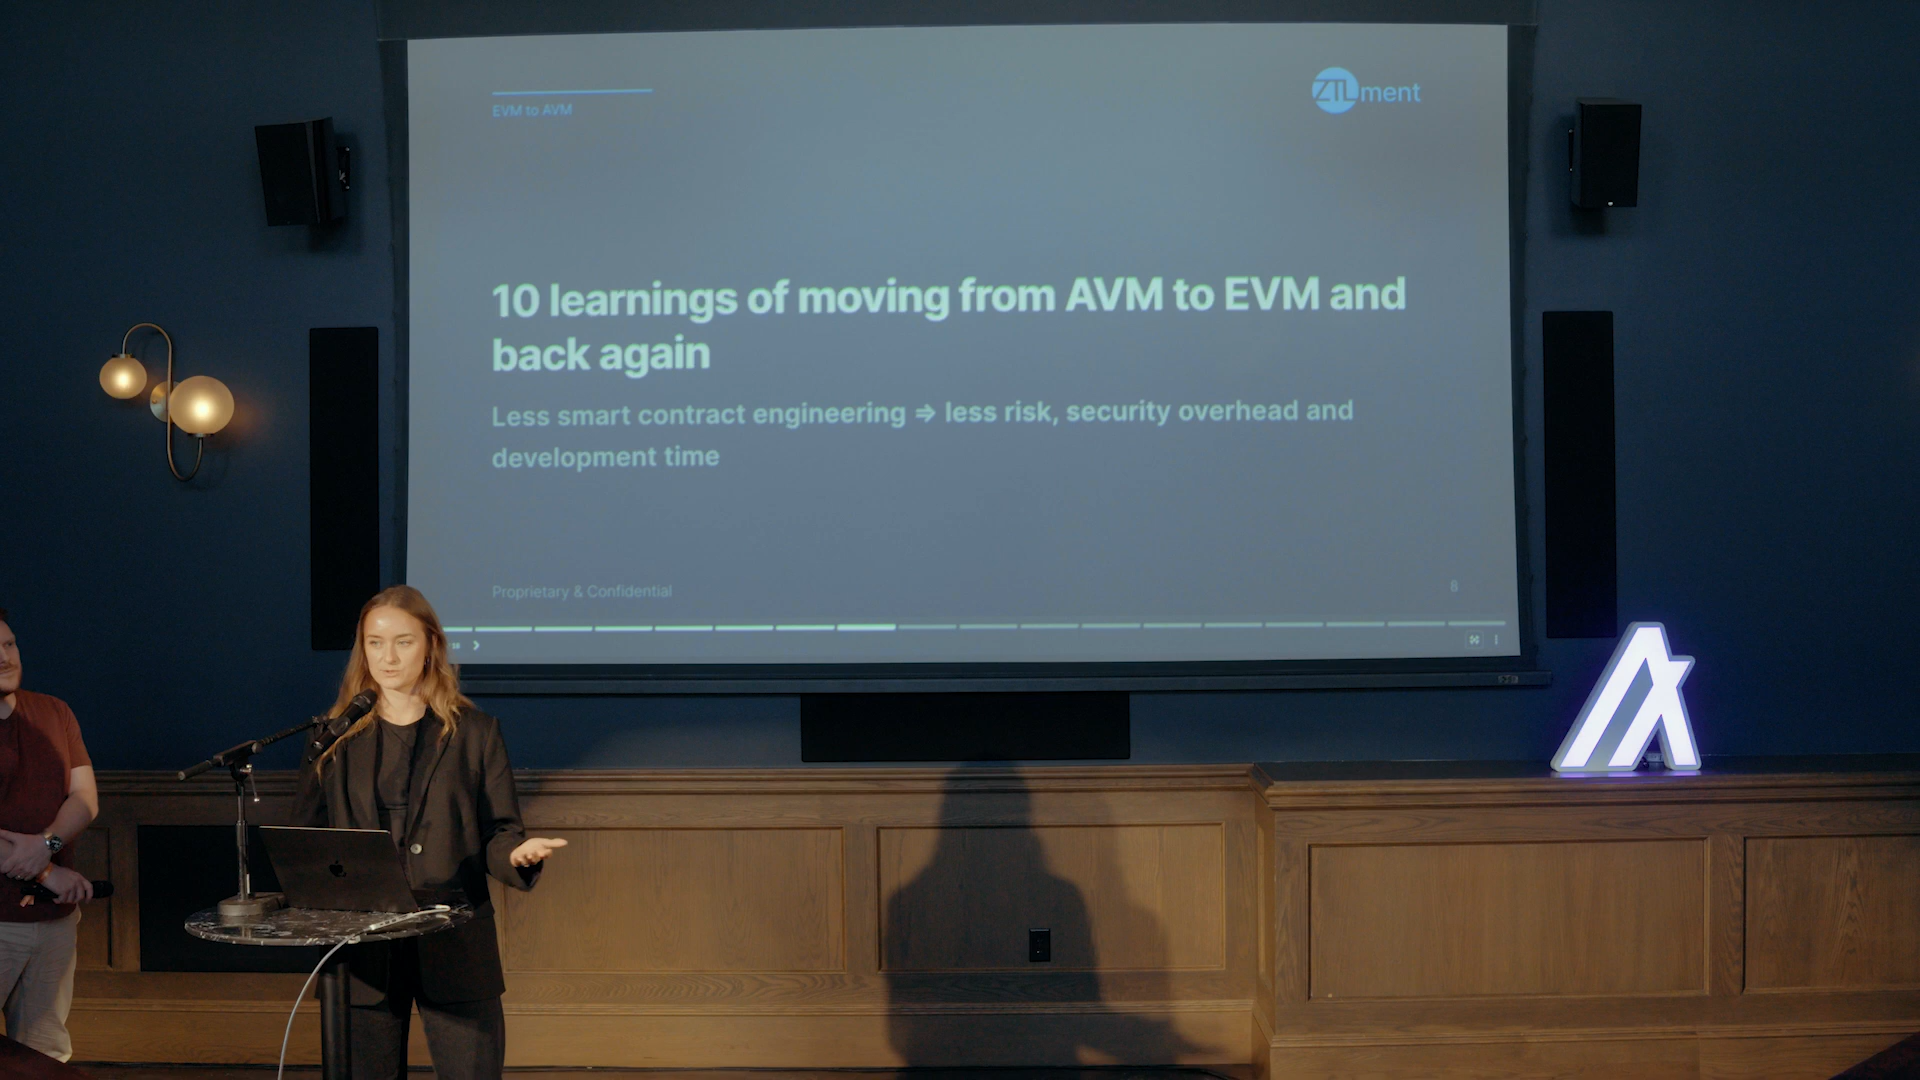 EVM to AVM
ZTLment
10 learnings of moving from AVM to EVM and
back again
Less smart contract engineering ⇒ less risk, security overhead and
development time
Proprietary & Confidential
8